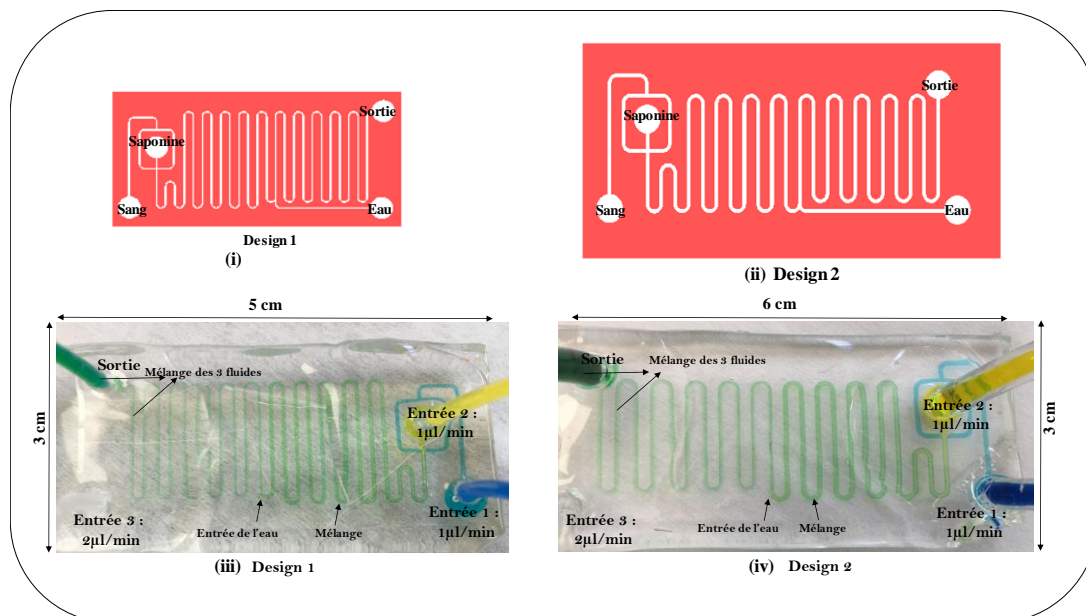 Sortie
Saponine
Sang
Eau
Design 1
(i)
Sortie
Saponine
Sang
Eau
(ii) Design 2
5 cm
3 cm
Sortie
Mélange des 3 fluides
Entrée 2 :
1µl/min
Entrée 3 :
2µl/min
Entrée de l'eau
Mélange
Entrée 1 :
1µl/min
(iii) Design 1
6 cm
3 cm
Sortie
Mélange des 3 fluides
Entrée 2 :
1µl/min
Entrée 3 :
2µl/min
Entrée de l'eau
Mélange
Entrée 1 :
1µl/min
(iv) Design 2